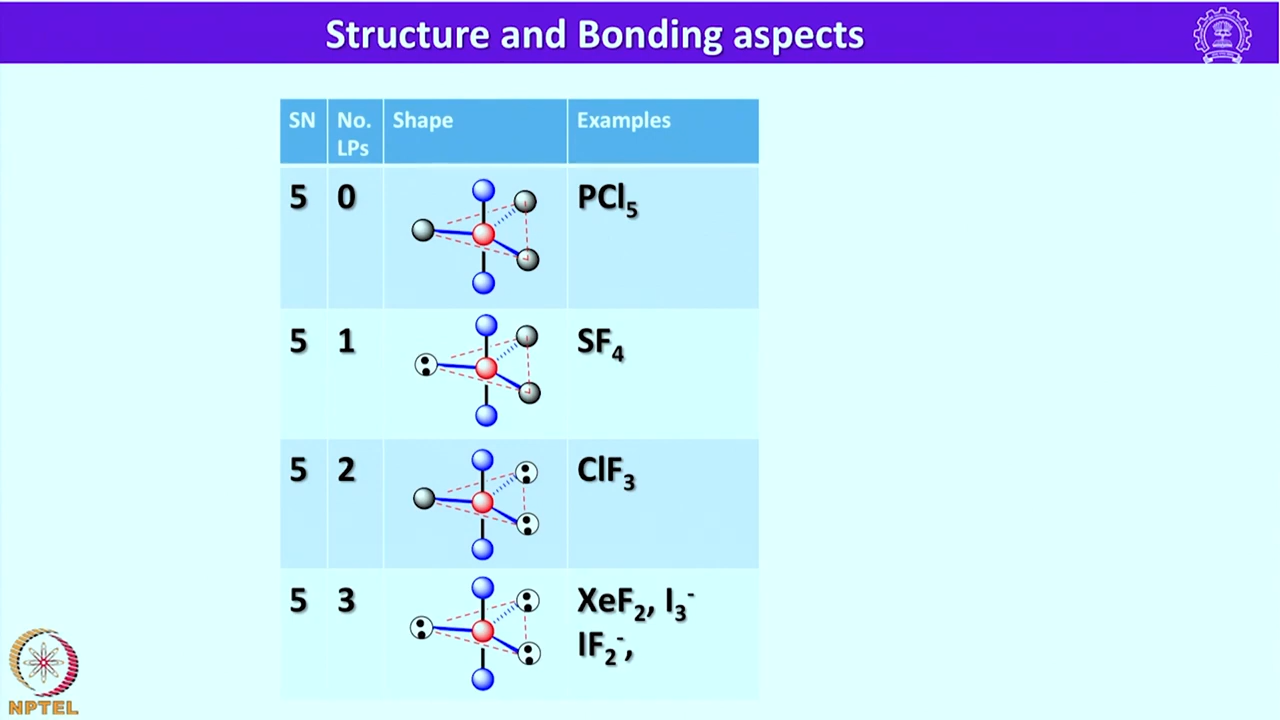 Structure and Bonding aspects
SN No. LPs Shape Examples
5 0 PCl₅
5 1 SF₄
5 2 ClF₃
5 3 XeF₂, I₃⁻
IF₂⁻,
NPTEL